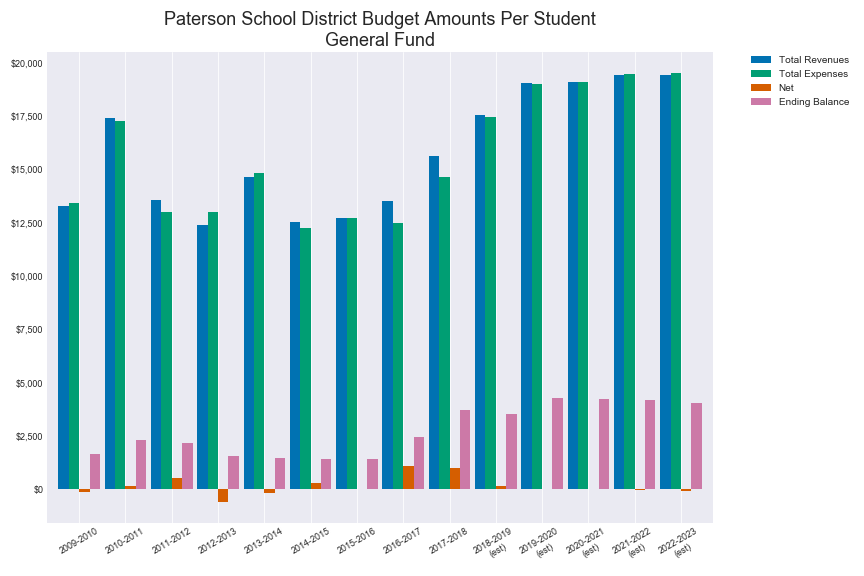 Paterson School District Budget Amounts Per Student
General Fund
Total Revenues
Total Expenses
Net
Ending Balance
$20,000
$17,500
$15,000
$12,500
$10,000
$7,500
$5,000
$2,500
$0
2009-2010
2010-2011
2011-2012
2012-2013
2013-2014
2014-2015
2015-2016
2016-2017
2017-2018
2018-2019
(est)
2019-2020
(est)
2020-2021
(est)
2021-2022
(est)
2022-2023
(est)